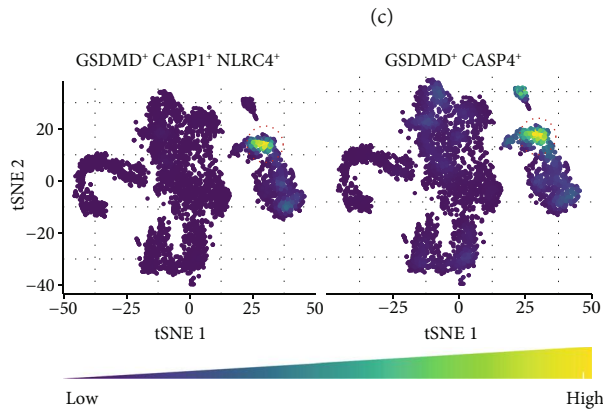 (c)
GSDMD⁺ CASP1⁺ NLRC4⁺
GSDMD⁺ CASP4⁺
tSNE 2
20
0
−20
−40
−50
−25
0
25
50
−25
0
25
50
tSNE 1
tSNE 1
Low
High